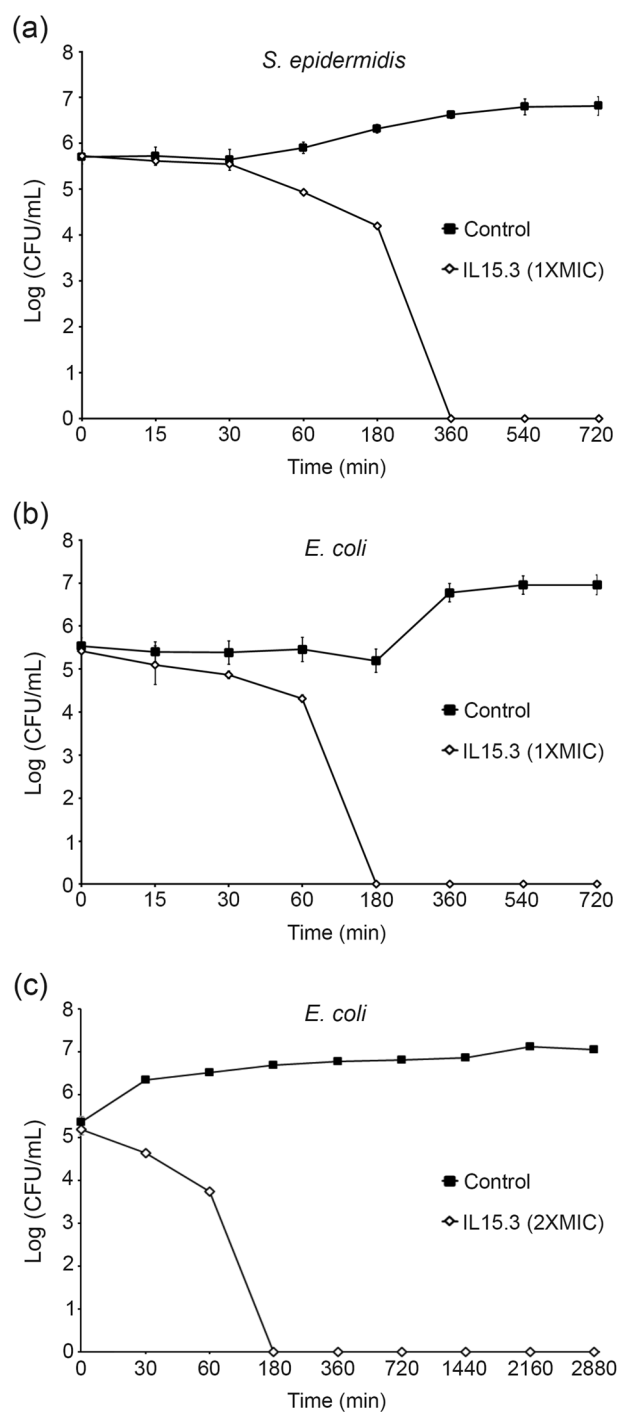 (a)
S. epidermidis
8
7
6
5
4
3
2
1
0
Log (CFU/mL)
Control
IL15.3 (1XMIC)
0 15 30 60 180 360 540 720
Time (min)
(b)
E. coli
8
7
6
5
4
3
2
1
0
Log (CFU/mL)
Control
IL15.3 (1XMIC)
0 15 30 60 180 360 540 720
Time (min)
(c)
E. coli
8
7
6
5
4
3
2
1
0
Log (CFU/mL)
Control
IL15.3 (2XMIC)
0 30 60 180 360 720 1440 2160 2880
Time (min)